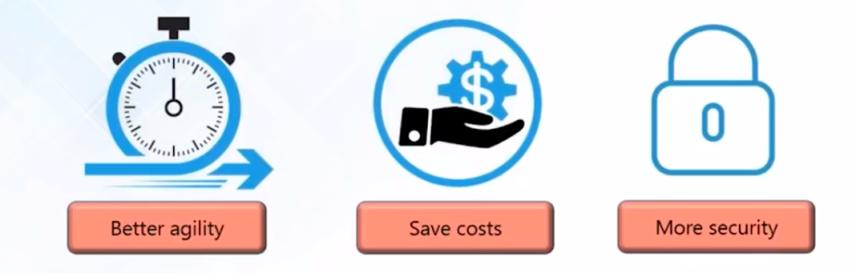 $
Better agility
Save costs
More security